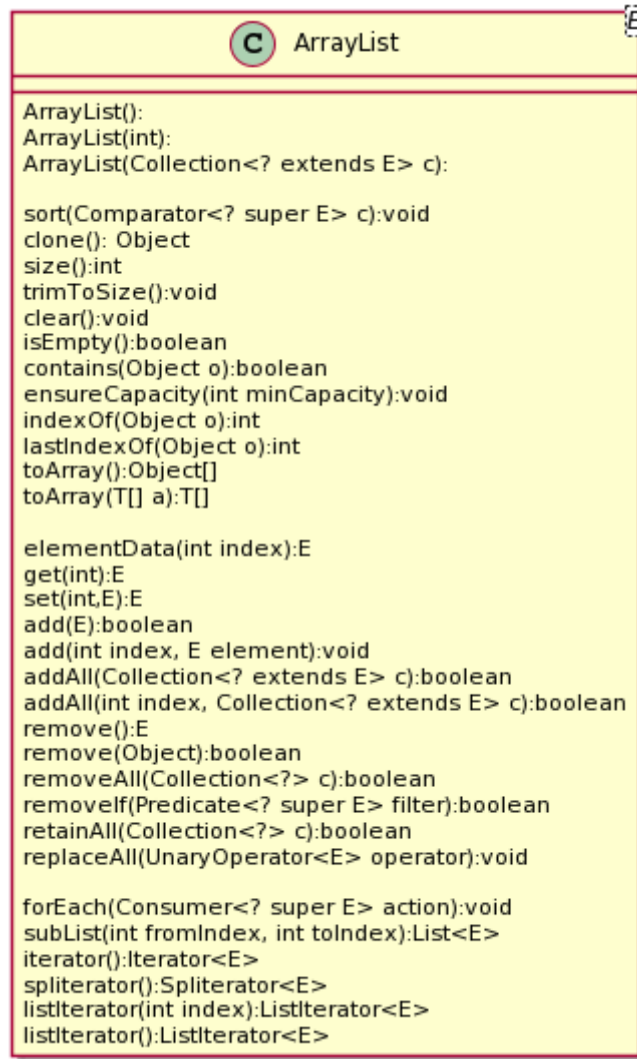 E
C ArrayList
ArrayList():
ArrayList(int):
ArrayList(Collection<? extends E> c):
sort(Comparator<? super E> c):void
clone(): Object
size():int
trimToSize():void
clear():void
isEmpty():boolean
contains(Object o):boolean
ensureCapacity(int minCapacity):void
indexOf(Object o):int
lastIndexOf(Object o):int
toArray():Object[]
toArray(T[] a):T[]
elementData(int index):E
get(int):E
set(int,E):E
add(E):boolean
add(int index, E element):void
addAll(Collection<? extends E> c):boolean
addAll(int index, Collection<? extends E> c):boolean
remove():E
remove(Object):boolean
removeAll(Collection<?> c):boolean
removeIf(Predicate<? super E> filter):boolean
retainAll(Collection<?> c):boolean
replaceAll(UnaryOperator<E> operator):void
forEach(Consumer<? super E> action):void
subList(int fromIndex, int toIndex):List<E>
iterator():Iterator<E>
spliterator():Spliterator<E>
listIterator(int index):ListIterator<E>
listIterator():ListIterator<E>